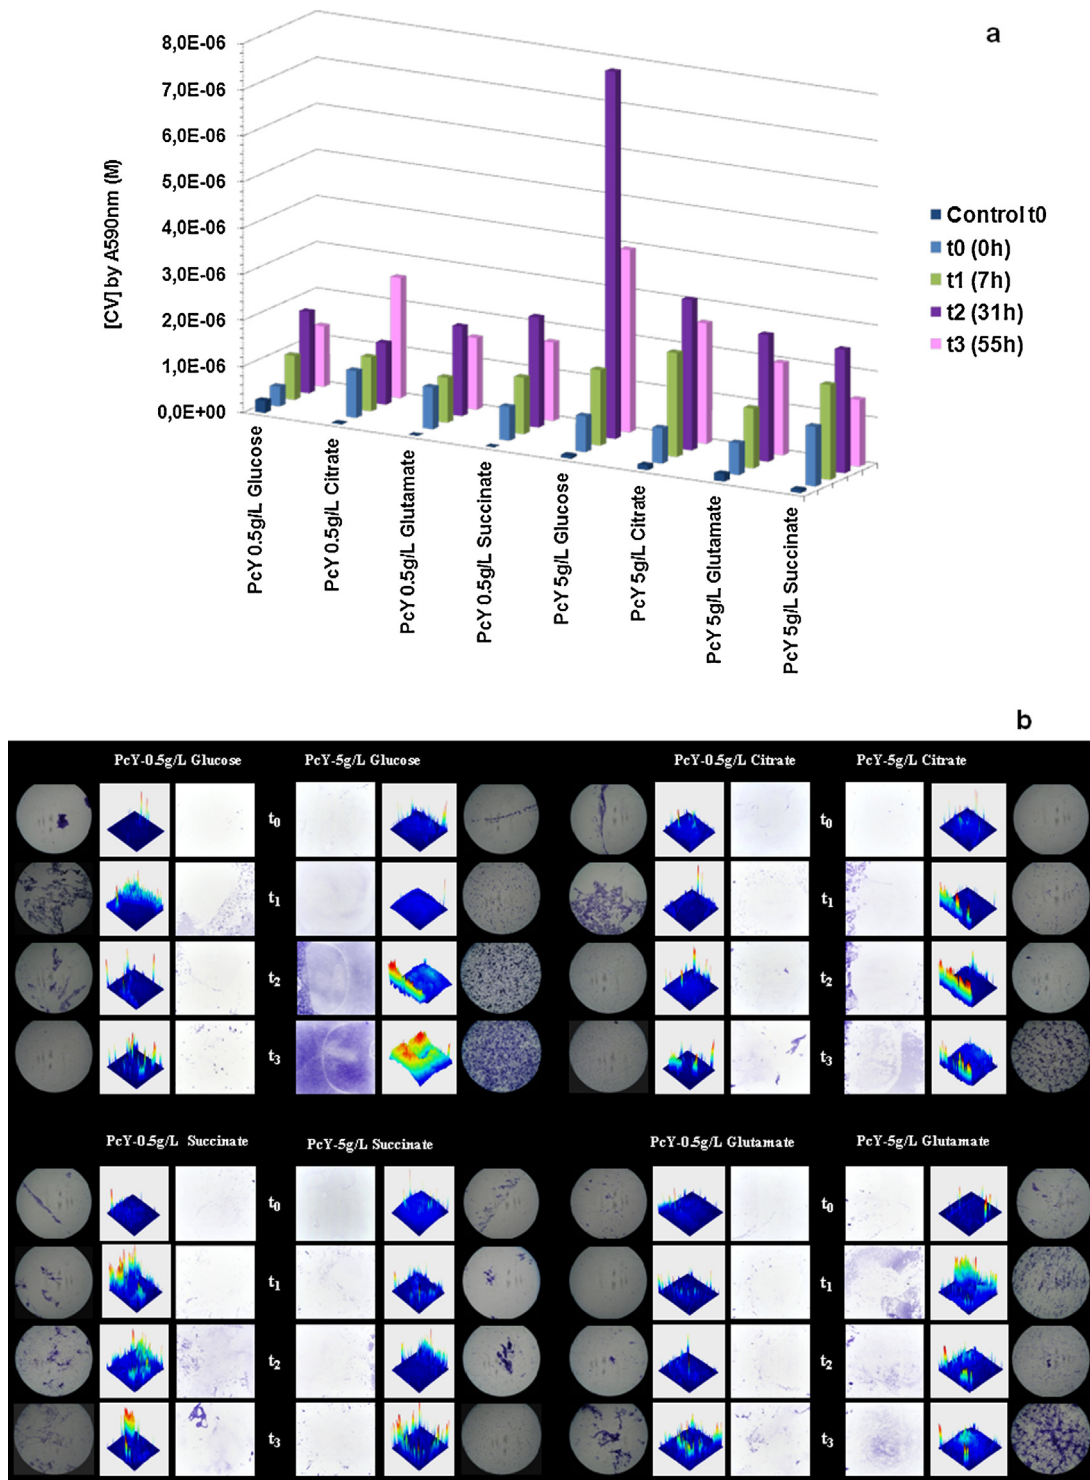 a
8,0E-06
7,0E-06
6,0E-06
5,0E-06
4,0E-06
3,0E-06
2,0E-06
1,0E-06
0,0E+00
[CV] by A590nm (M)
Control t0
t0 (0h)
t1 (7h)
t2 (31h)
t3 (55h)
PcY 0.5g/L Glucose
PcY 0.5g/L Citrate
PcY 0.5g/L Glutamate
PcY 0.5g/L Succinate
PcY 5g/L Glucose
PcY 5g/L Citrate
PcY 5g/L Glutamate
PcY 5g/L Succinate
b
PcY-0.5g/L Glucose PcY-5g/L Glucose PcY-0.5g/L Citrate PcY-5g/L Citrate
t0 t0
t1 t1
t2 t2
t3 t3
PcY-0.5g/L Succinate PcY-5g/L Succinate PcY-0.5g/L Glutamate PcY-5g/L Glutamate
t0 t0
t1 t1
t2 t2
t3 t3